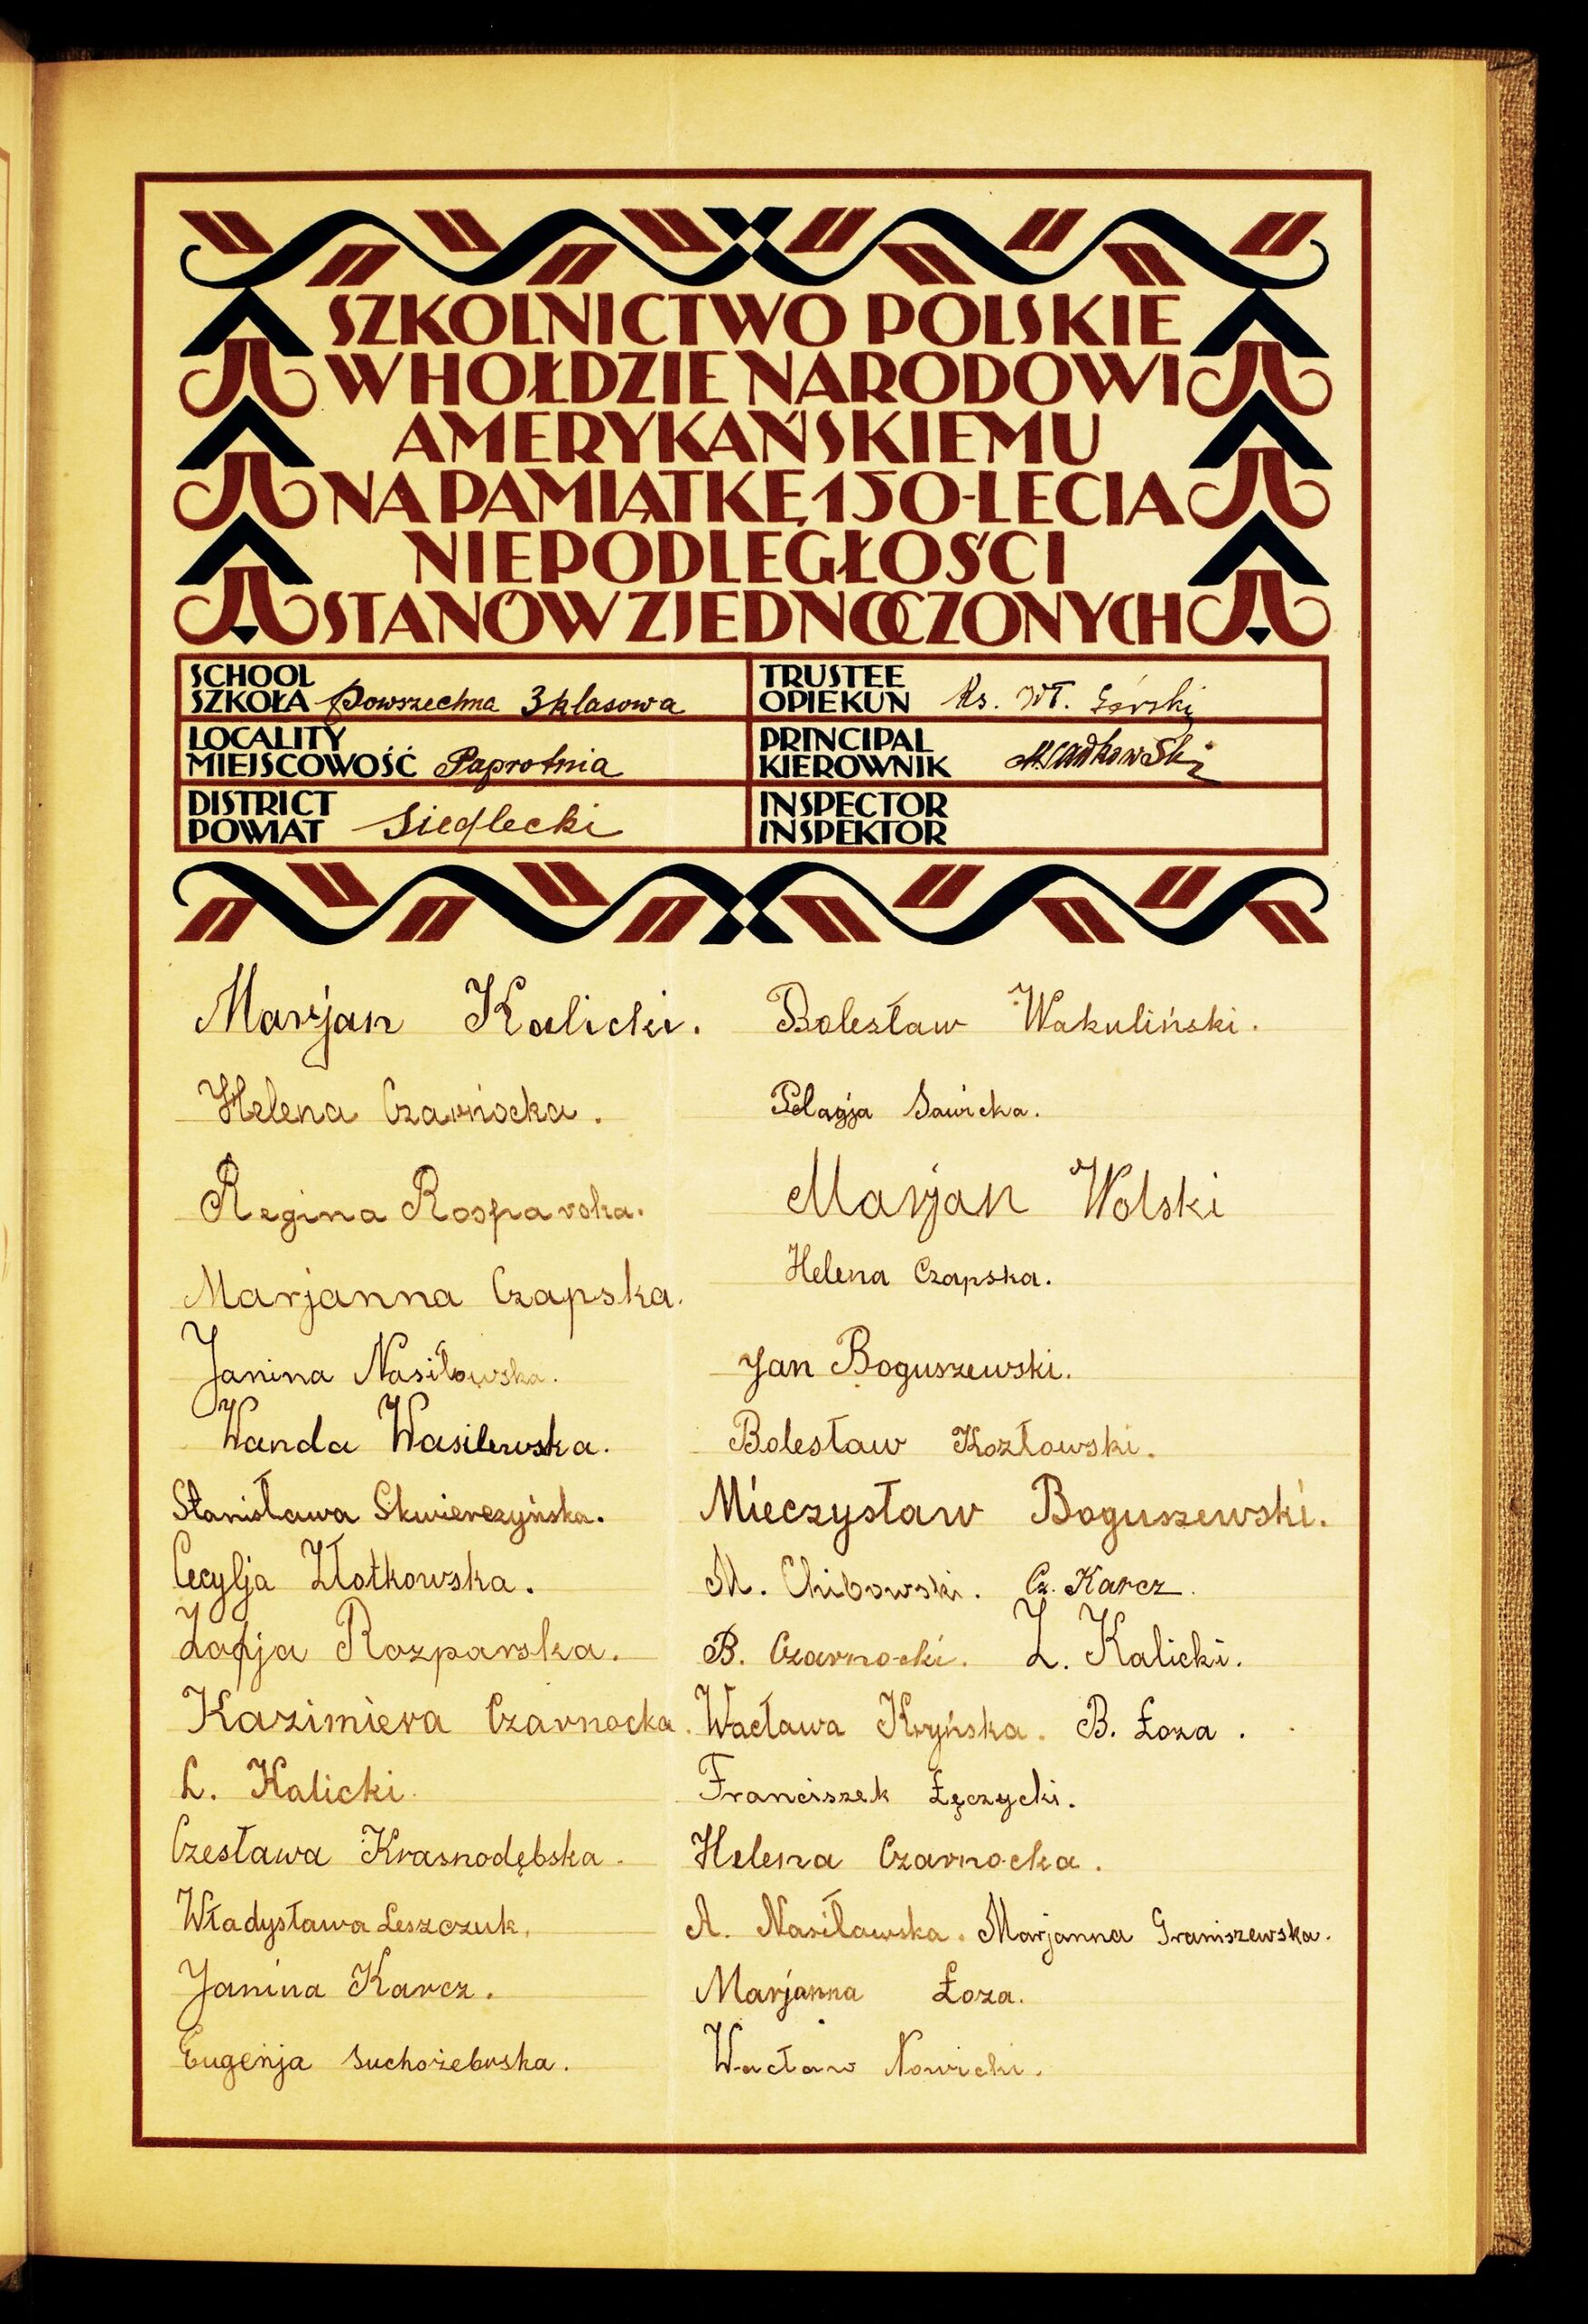 SZKOLNICTWO POLSKIE
W HOŁDZIE NARODOWI
AMERYKAŃSKIEMU
NA PAMIĄTKĘ 150-LECIA
NIEPODLEGŁOŚCI
STANÓW ZJEDNOCZONYCH
SCHOOL
SZKOŁA Powszechna 3 klasowa
LOCALITY
MIEJSCOWOŚĆ Paprotnia
DISTRICT
POWIAT Siedlecki
TRUSTEE
OPIEKUN Ks. Wł. Górski
PRINCIPAL
KIEROWNIK
INSPECTOR
INSPEKTOR
Marjan Kalicki.
Helena Czarnocka.
Regina Rosparska.
Marjanna Czapska.
Janina Nasiłowska.
Wanda Wasilewska.
Stanisława Skwierczyńska.
Cecylja Złotkowska.
Zofja Rozparska.
Kazimiera Czarnocka.
L. Kalicki.
Czesława Krasnodębska.
Władysława Leszczuk.
Janina Karcz.
Eugenja Suchożebrska.
Bolesław Wakuliński.
Pelagja Sawicka.
Marjan Wolski
Helena Czapska.
Jan Boguszewski.
Bolesław Kozłowski.
Mieczysław Boguszewski.
M. Chibowski. Cz. Karcz.
B. Czarnocki. Z. Kalicki.
Wacława Kryńska. B. Łoza.
Franciszek Łęczycki.
Helena Czarnocka.
A. Nasiłowska. Marjanna Graniszewska.
Marjanna Łoza.
Wacław Nowicki.